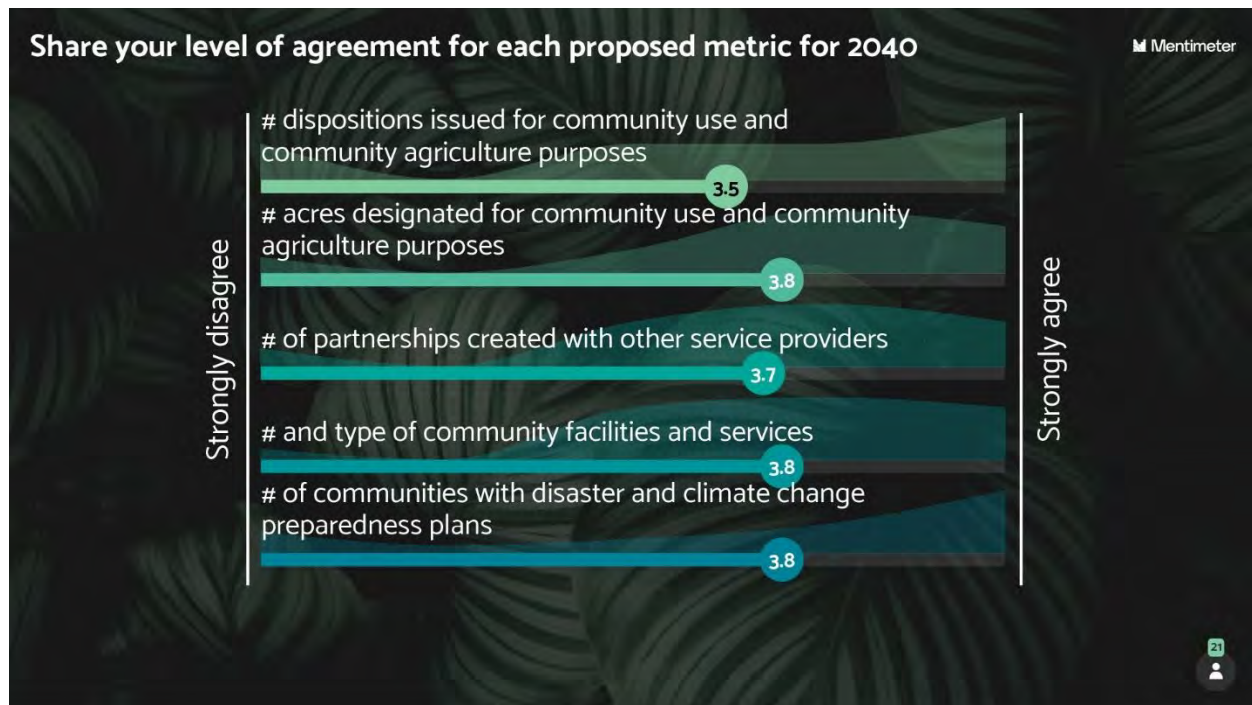 Share your level of agreement for each proposed metric for 2040
Mentimeter
Strongly disagree
# dispositions issued for community use and
community agriculture purposes
3.5
# acres designated for community use and community
agriculture purposes
3.8
# of partnerships created with other service providers
3.7
# and type of community facilities and services
3.8
# of communities with disaster and climate change
preparedness plans
3.8
Strongly agree
21